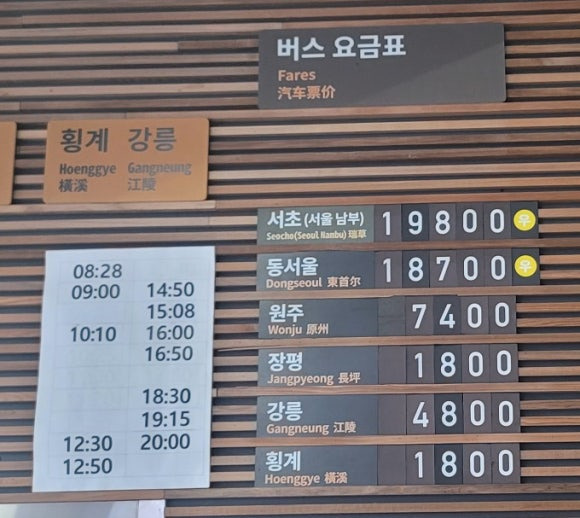 버스 요금표
Fares
汽车票价
횡계 강릉
Hoenggye Gangneung
橫溪 江陵
서초(서울 남부) 19800 우
Seocho(Seoul Nambu) 瑞草
동서울 18700 우
Dongseoul 東首尔
원주 7400
Wonju 原州
장평 1800
Jangpyeong 長坪
강릉 4800
Gangneung 江陵
횡계 1800
Hoenggye 橫溪
08:28
09:00 14:50
15:08
10:10 16:00
16:50
18:30
19:15
12:30 20:00
12:50